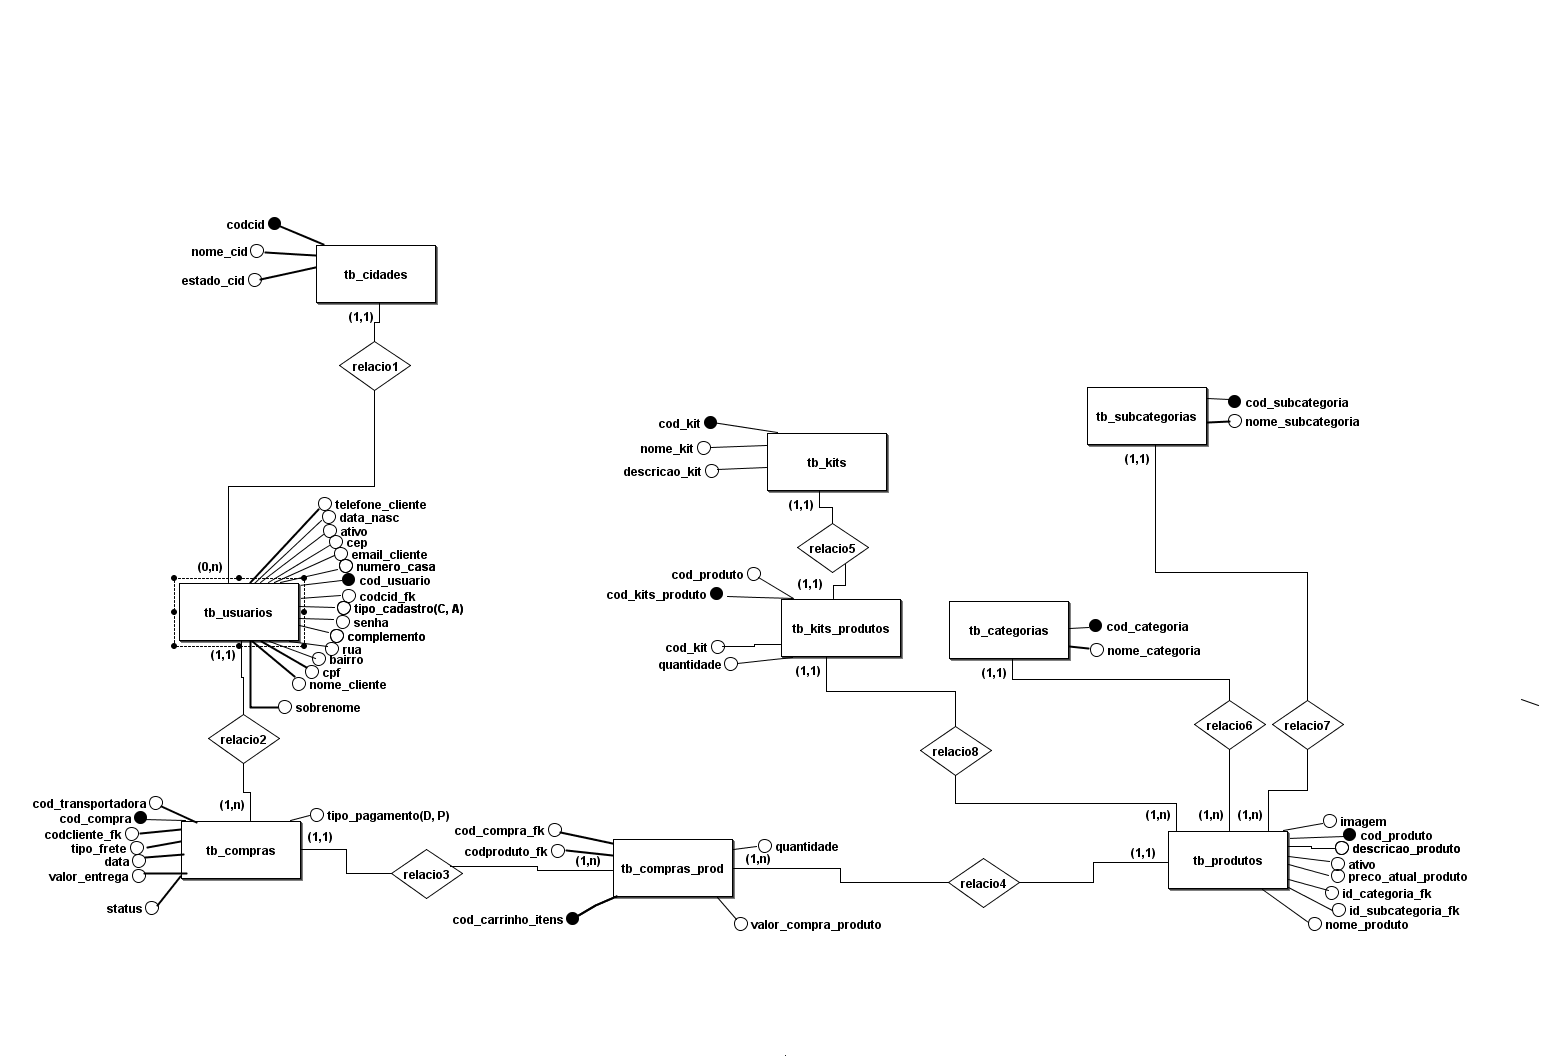 codcid
nome_cid
estado_cid
tb_cidades
(1,1)
relacio1
(0,n)
telefone_cliente
data_nasc
ativo
cep
email_cliente
numero_casa
cod_usuario
codcid_fk
tipo_cadastro(C, A)
senha
complemento
rua
bairro
cpf
nome_cliente
sobrenome
tb_usuarios
(1,1)
relacio2
(1,n)
cod_transportadora
cod_compra
codcliente_fk
tipo_frete
data
valor_entrega
status
tb_compras
tipo_pagamento(D, P)
(1,1)
relacio3
cod_compra_fk
codproduto_fk
(1,n)
tb_compras_prod
cod_carrinho_itens
quantidade
(1,n)
valor_compra_produto
relacio4
(1,1)
cod_kit
nome_kit
descricao_kit
tb_kits
(1,1)
relacio5
(1,1)
cod_produto
cod_kits_produto
cod_kit
quantidade
tb_kits_produtos
(1,1)
relacio8
(1,n)
tb_categorias
cod_categoria
nome_categoria
(1,1)
relacio6
(1,n)
tb_subcategorias
cod_subcategoria
nome_subcategoria
(1,1)
relacio7
(1,n)
tb_produtos
imagem
cod_produto
descricao_produto
ativo
preco_atual_produto
id_categoria_fk
id_subcategoria_fk
nome_produto